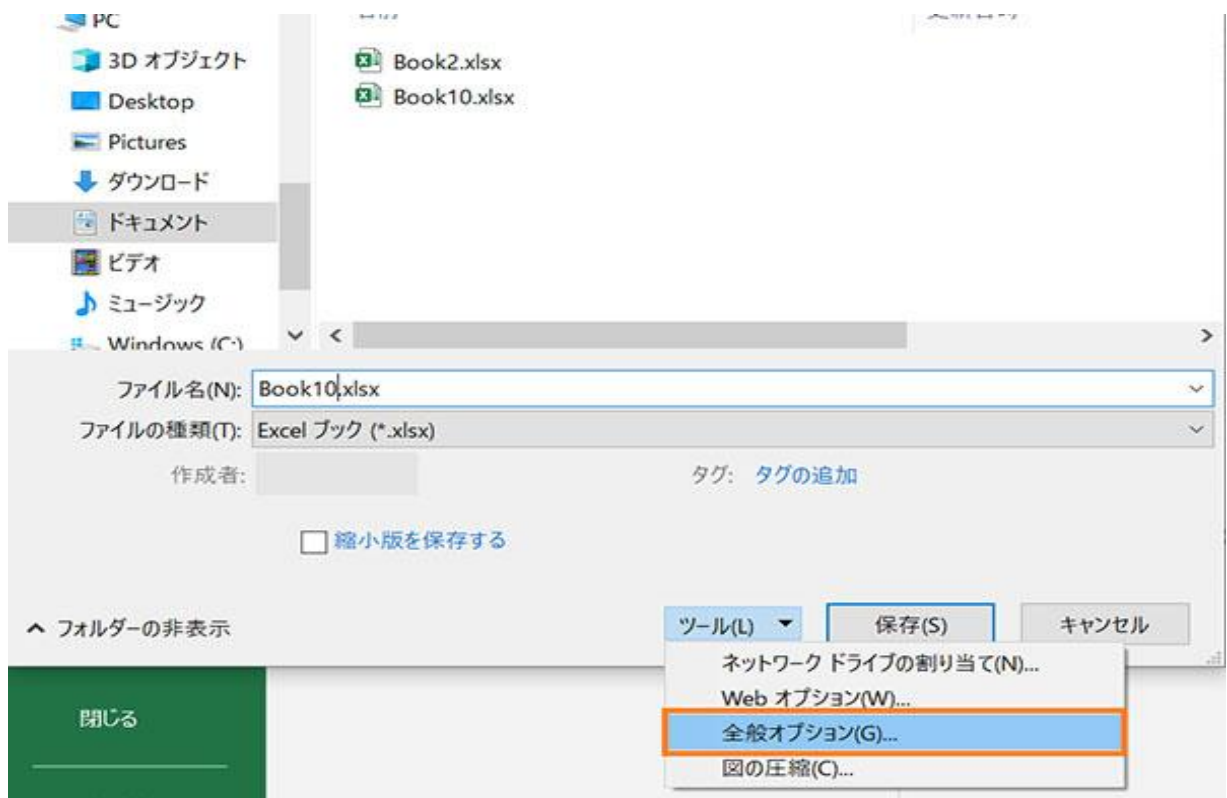 PC
3D オブジェクト
Desktop
Pictures
ダウンロード
ドキュメント
ビデオ
ミュージック
Windows (C:)
Book2.xlsx
Book10.xlsx
ファイル名(N): Book10.xlsx
ファイルの種類(T): Excel ブック (*.xlsx)
作成者: タグ: タグの追加
縮小版を保存する
フォルダーの非表示 ツール(L) 保存(S) キャンセル
ネットワーク ドライブの割り当て(N)...
Web オプション(W)...
全般オプション(G)...
図の圧縮(C)...
閉じる